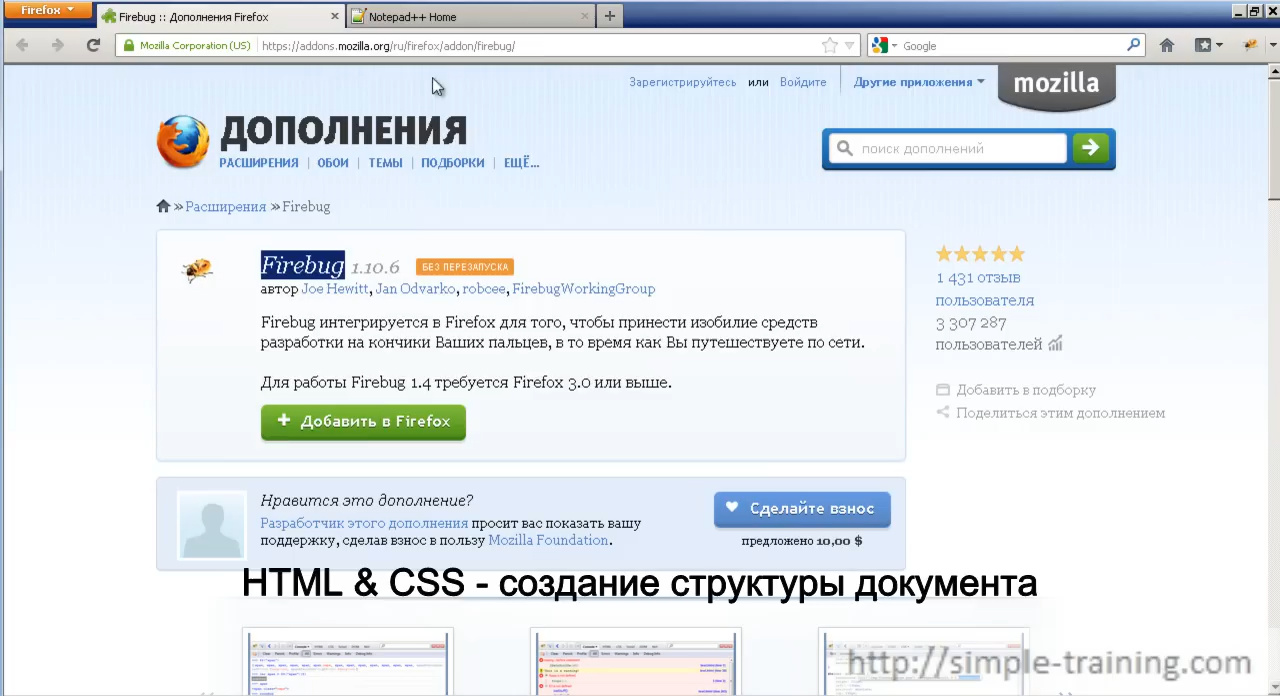 Firefox
Firebug :: Дополнения Firefox
Notepad++ Home
Mozilla Corporation (US)
https://addons.mozilla.org/ru/firefox/addon/firebug/
Google
Зарегистрируйтесь или Войдите
Другие приложения
mozilla
ДОПОЛНЕНИЯ
РАСШИРЕНИЯ | ОБОИ | ТЕМЫ | ПОДБОРКИ | ЕЩЁ...
поиск дополнений
» Расширения » Firebug
Firebug 1.10.6 БЕЗ ПЕРЕЗАПУСКА
автор Joe Hewitt, Jan Odvarko, robcee, FirebugWorkingGroup
Firebug интегрируется в Firefox для того, чтобы принести изобилие средств
разработки на кончики Ваших пальцев, в то время как Вы путешествуете по сети.
Для работы Firebug 1.4 требуется Firefox 3.0 или выше.
+ Добавить в Firefox
1 431 отзыв
пользователя
3 307 287
пользователей
Добавить в подборку
Поделиться этим дополнением
Нравится это дополнение?
Разработчик этого дополнения просит вас показать вашу
поддержку, сделав взнос в пользу Mozilla Foundation.
Сделайте взнос
предложено 10,00 $
HTML & CSS - создание структуры документа
http://simple-training.com